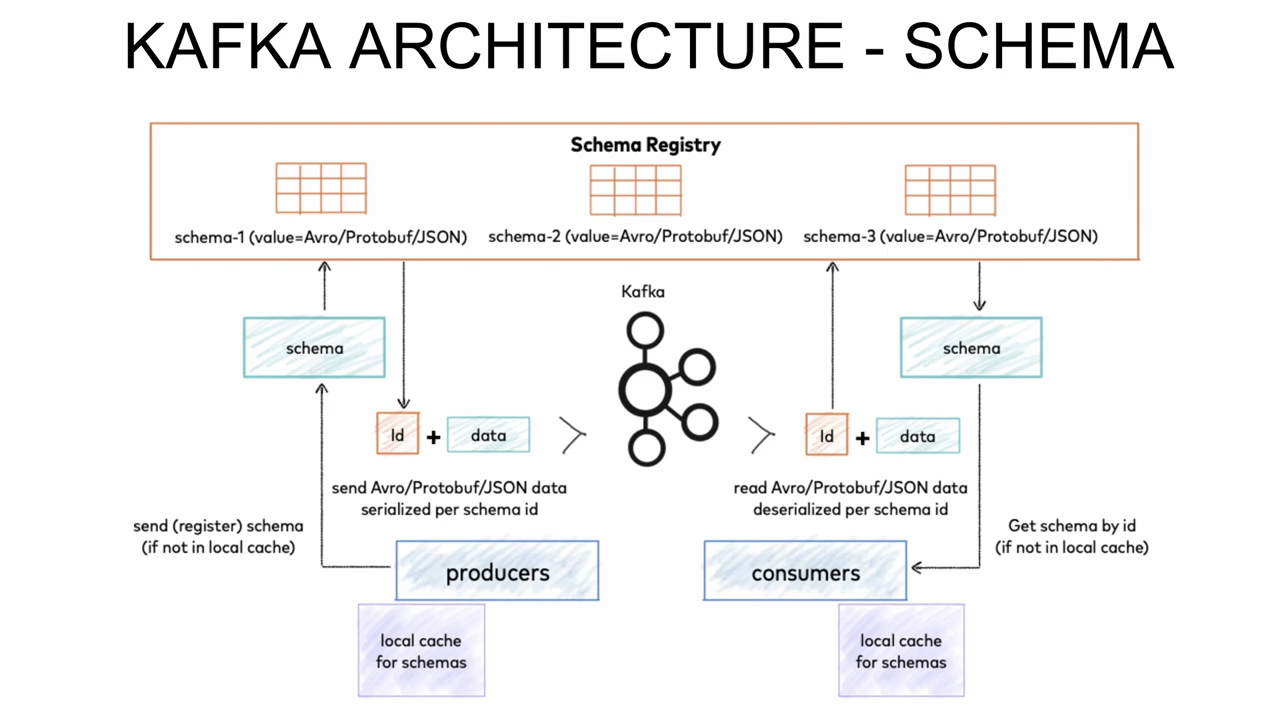 KAFKA ARCHITECTURE - SCHEMA
Schema Registry
schema-1 (value=Avro/Protobuf/JSON)
schema-2 (value=Avro/Protobuf/JSON)
schema-3 (value=Avro/Protobuf/JSON)
Kafka
schema
schema
Id
+
data
Id
+
data
send Avro/Protobuf/JSON data
serialized per schema id
read Avro/Protobuf/JSON data
deserialized per schema id
send (register) schema
(if not in local cache)
Get schema by id
(if not in local cache)
producers
consumers
local cache
for schemas
local cache
for schemas